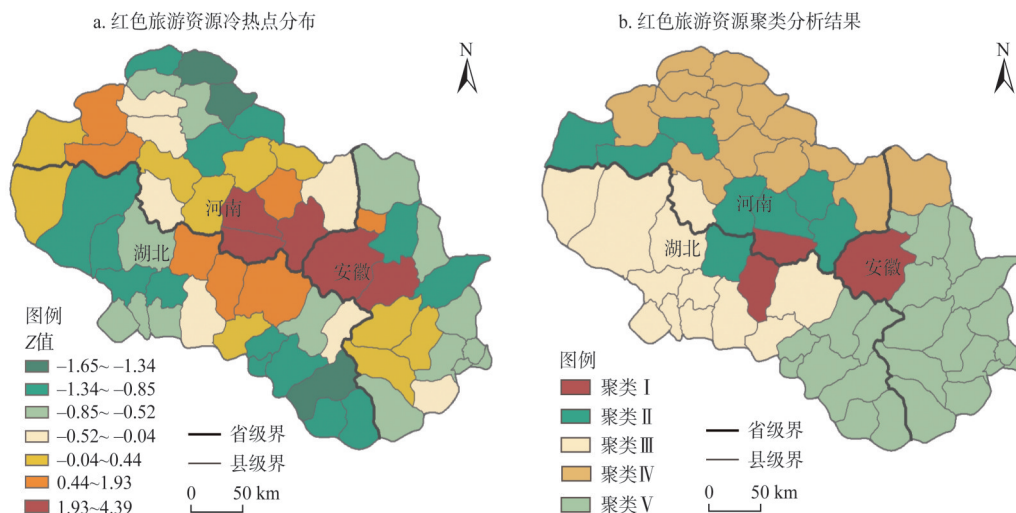 a. 红色旅游资源冷热点分布
N
河南
湖北
安徽
图例
Z值
–1.65~ –1.34
–1.34~ –0.85
–0.85~ –0.52
–0.52~ –0.04
–0.04~0.44
0.44~1.93
1.93~4.39
省级界
县级界
0 50 km
b. 红色旅游资源聚类分析结果
N
河南
湖北
安徽
图例
聚类Ⅰ
聚类Ⅱ
聚类Ⅲ
聚类Ⅳ
聚类Ⅴ
省级界
县级界
0 50 km